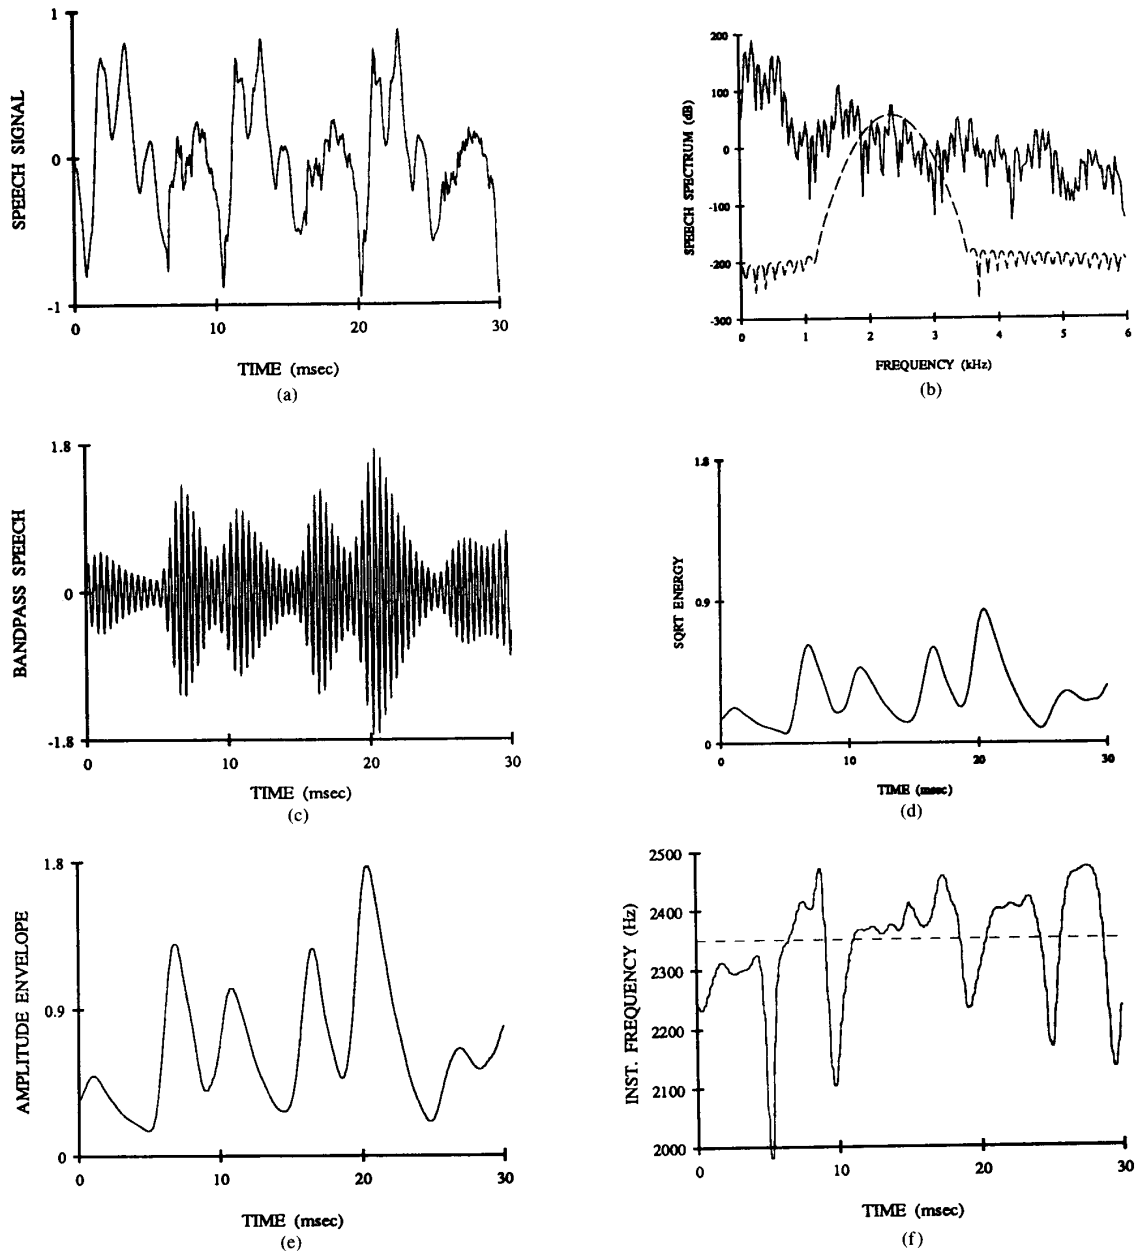 1
0
-1
0
10
20
30
SPEECH SIGNAL
TIME (msec)
(a)
200
100
0
-100
-200
-300
0
1
2
3
4
5
6
SPEECH SPECTRUM (dB)
FREQUENCY (kHz)
(b)
1.8
0
-1.8
0
10
20
30
BANDPASS SPEECH
TIME (msec)
(c)
1.8
0.9
0
0
10
20
30
SQRT ENERGY
TIME (msec)
(d)
1.8
0.9
0
0
10
20
30
AMPLITUDE ENVELOPE
TIME (msec)
(e)
2500
2400
2300
2200
2100
2000
0
10
20
30
INST. FREQUENCY (Hz)
TIME (msec)
(f)